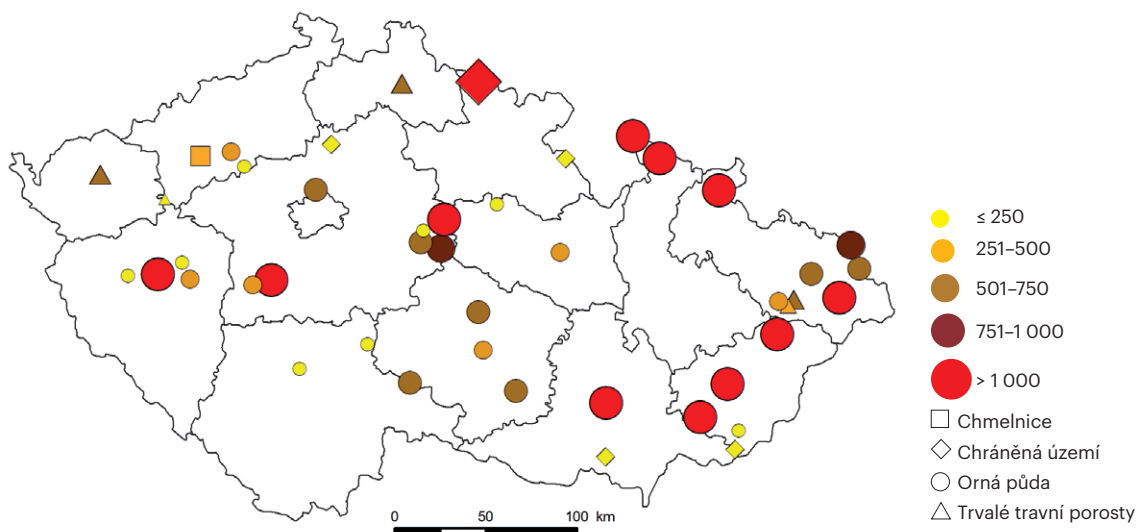 ≤ 250
251–500
501–750
751–1 000
> 1 000
Chmelnice
Chráněná území
Orná půda
Trvalé travní porosty
0 50 100 km